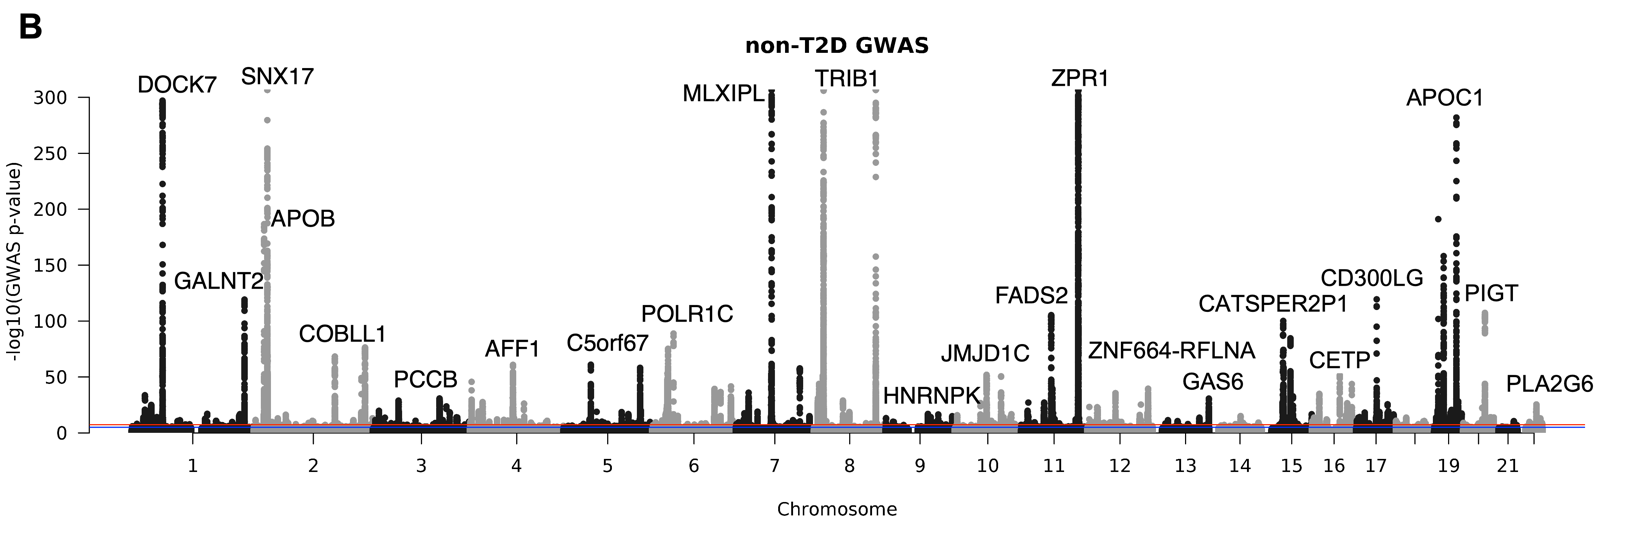 B
non-T2D GWAS
DOCK7
SNX17
MLXIPL
TRIB1
ZPR1
APOC1
300
250
200
150
100
50
0
-log10(GWAS p-value)
APOB
GALNT2
COBLL1
PCCB
AFF1
C5orf67
POLR1C
HNRNPK
JMJD1C
FADS2
ZNF664-RFLNA
GAS6
CATSPER2P1
CETP
CD300LG
PIGT
PLA2G6
1 2 3 4 5 6 7 8 9 10 11 12 13 14 15 16 17 19 21
Chromosome